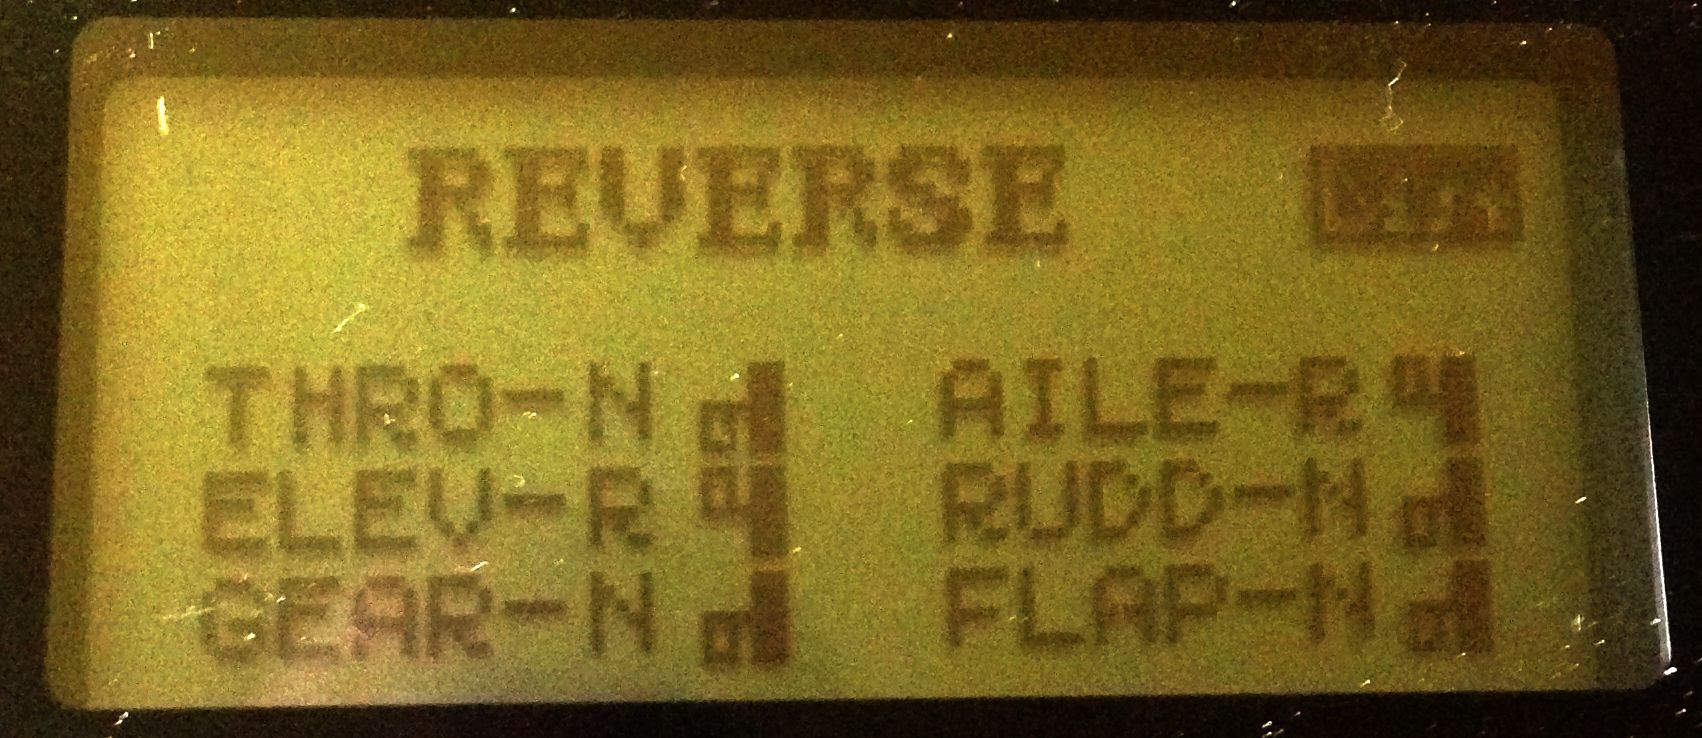 REVERSE
THRO-N AILE-R
ELEV-R RUDD-N
GEAR-N FLAP-N